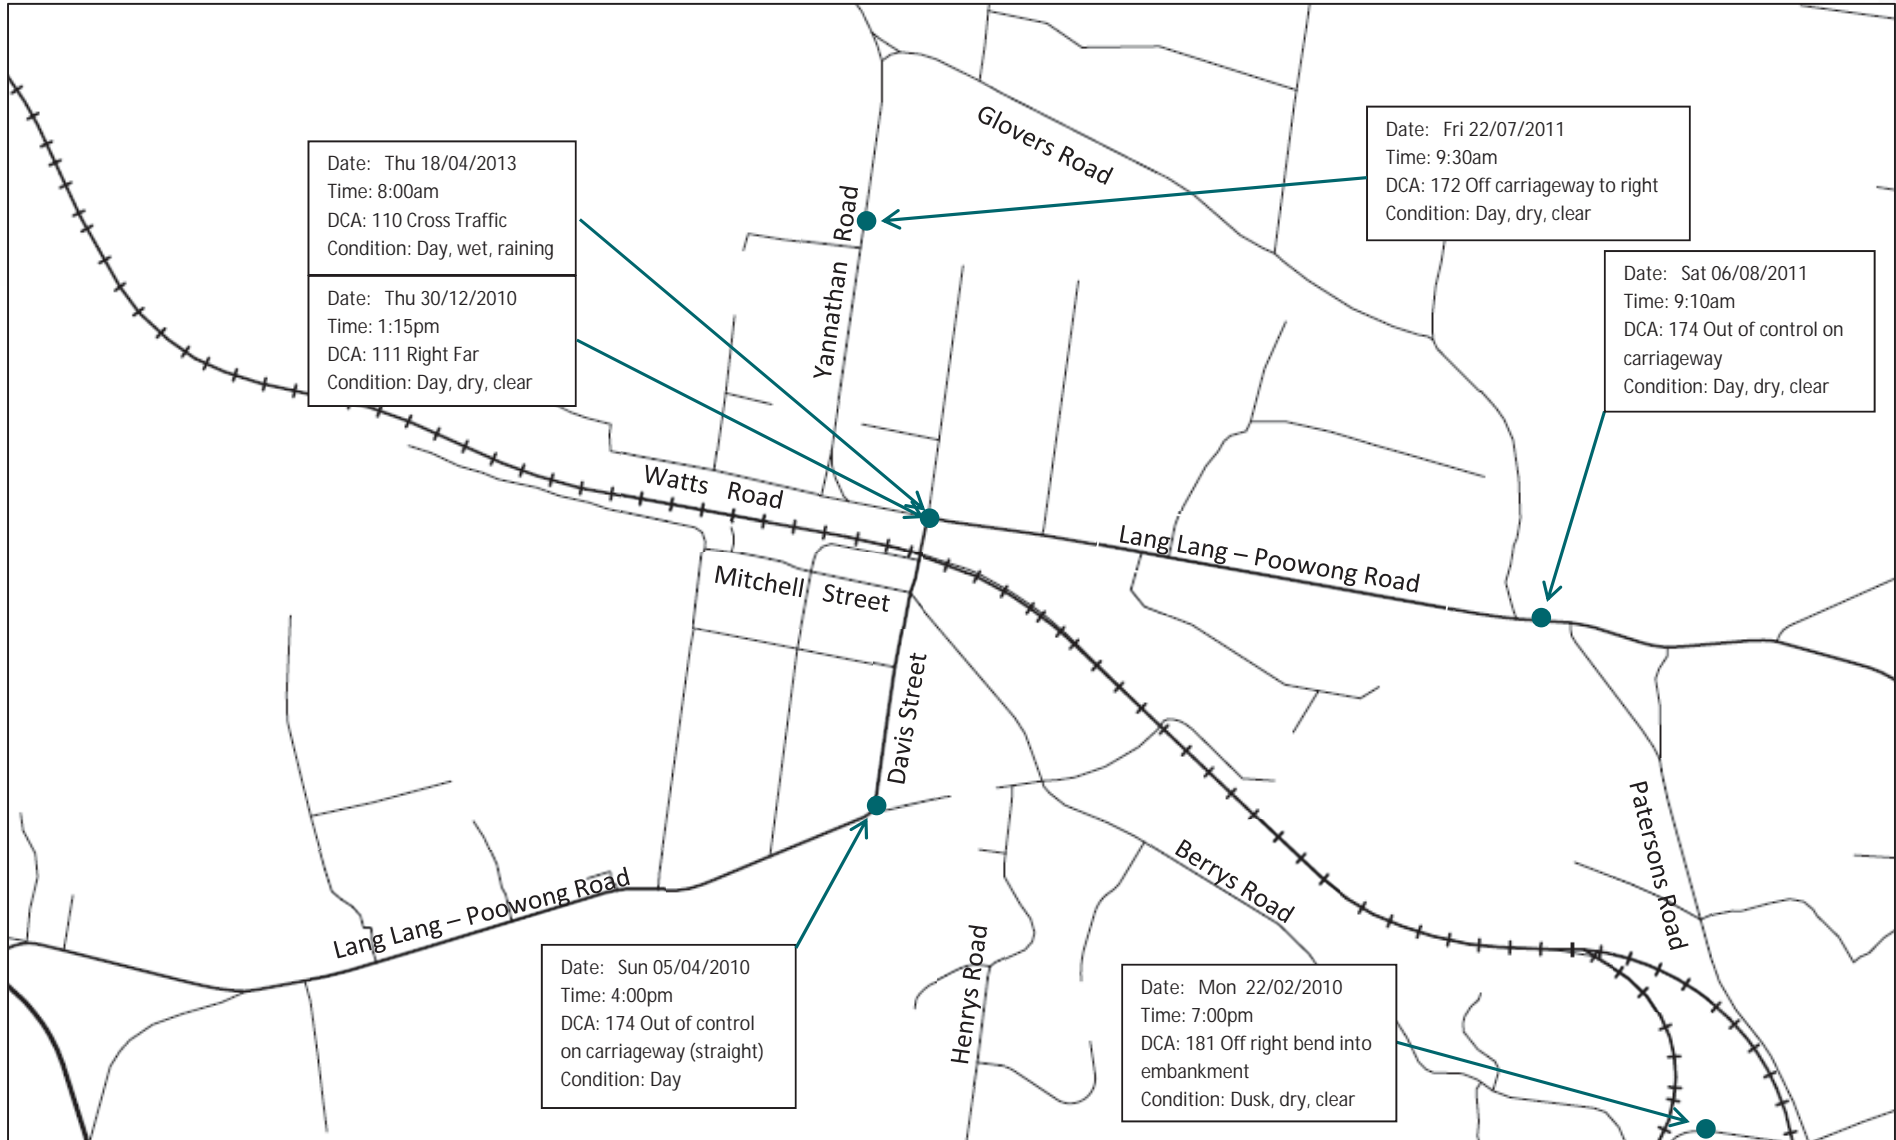 Glovers Road
Date: Fri 22/07/2011
Time: 9:30am
DCA: 172 Off carriageway to right
Condition: Day, dry, clear
Date: Thu 18/04/2013
Time: 8:00am
DCA: 110 Cross Traffic
Condition: Day, wet, raining
Date: Thu 30/12/2010
Time: 1:15pm
DCA: 111 Right Far
Condition: Day, dry, clear
Yannathan Road
Date: Sat 06/08/2011
Time: 9:10am
DCA: 174 Out of control on
carriageway
Condition: Day, dry, clear
Watts Road
Lang Lang – Poowong Road
Mitchell Street
Davis Street
Patersons Road
Berrys Road
Lang Lang – Poowong Road
Henrys Road
Date: Sun 05/04/2010
Time: 4:00pm
DCA: 174 Out of control
on carriageway (straight)
Condition: Day
Date: Mon 22/02/2010
Time: 7:00pm
DCA: 181 Off right bend into
embankment
Condition: Dusk, dry, clear